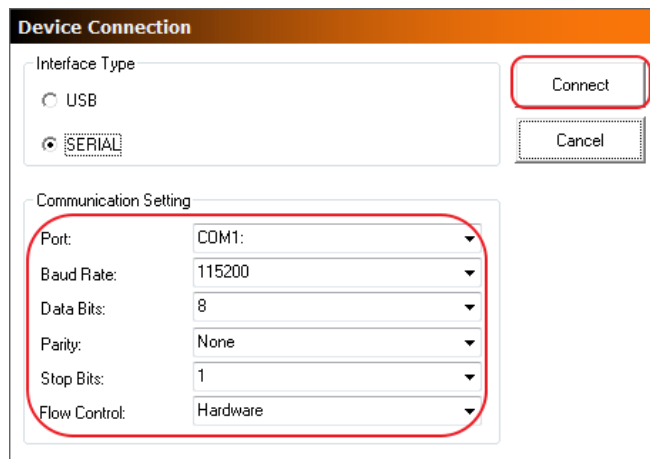 Device Connection
Interface Type
USB
SERIAL
Connect
Cancel
Communication Setting
Port: COM1:
Baud Rate: 115200
Data Bits: 8
Parity: None
Stop Bits: 1
Flow Control: Hardware